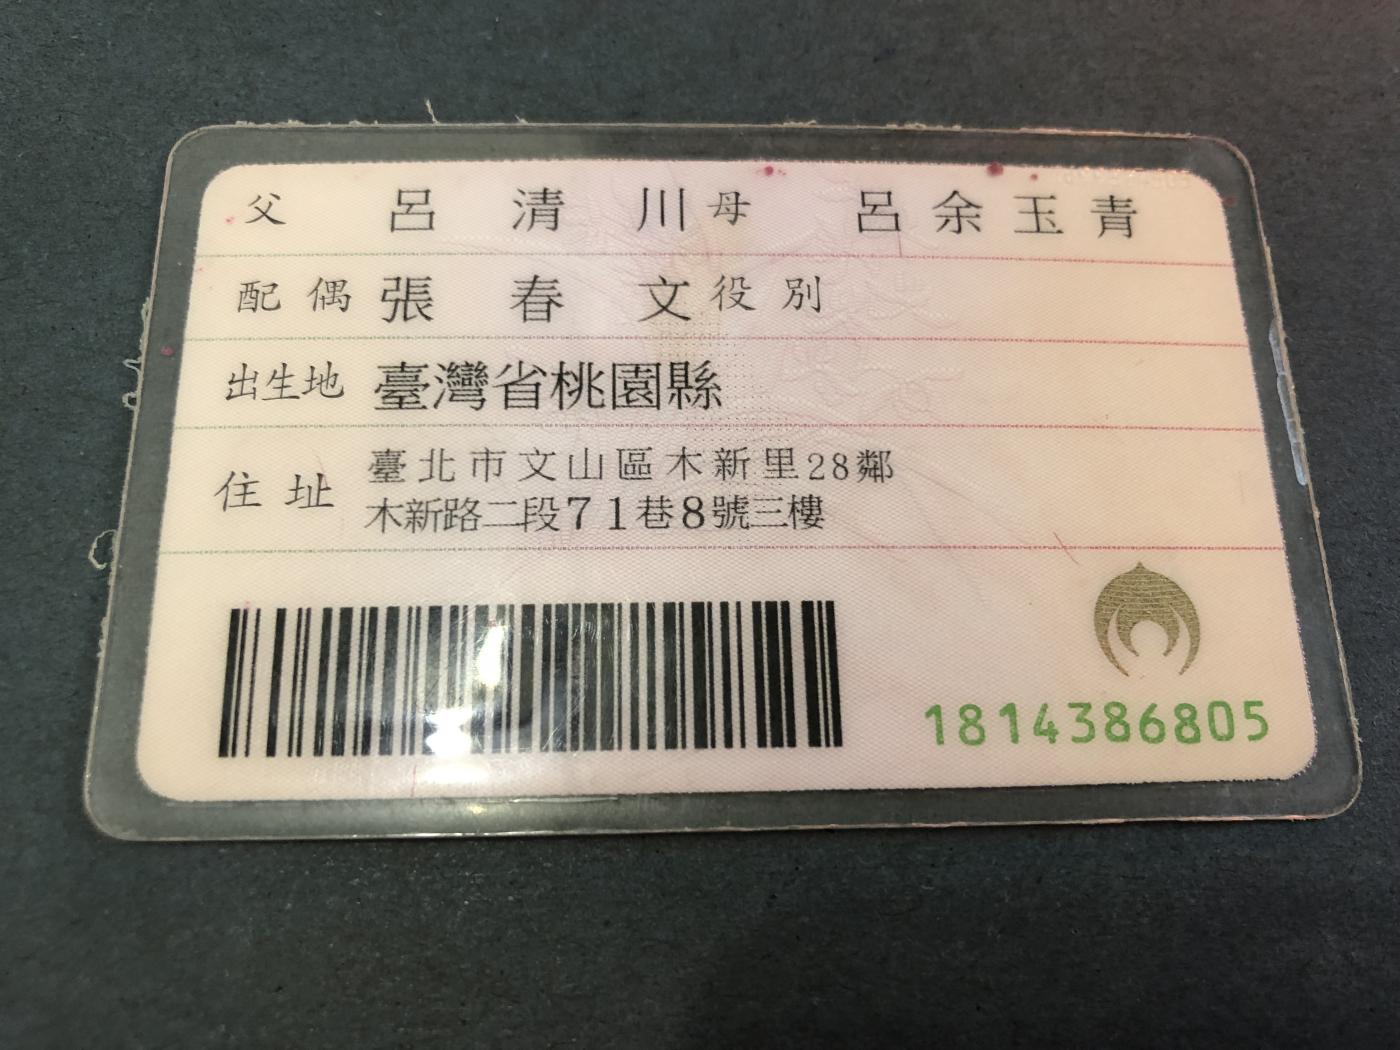 父 呂清川 母 呂余玉青
配偶 張春文 役別
出生地 臺灣省桃園縣
住址 臺北市文山區木新里28鄰
木新路二段71巷8號三樓
1814386805